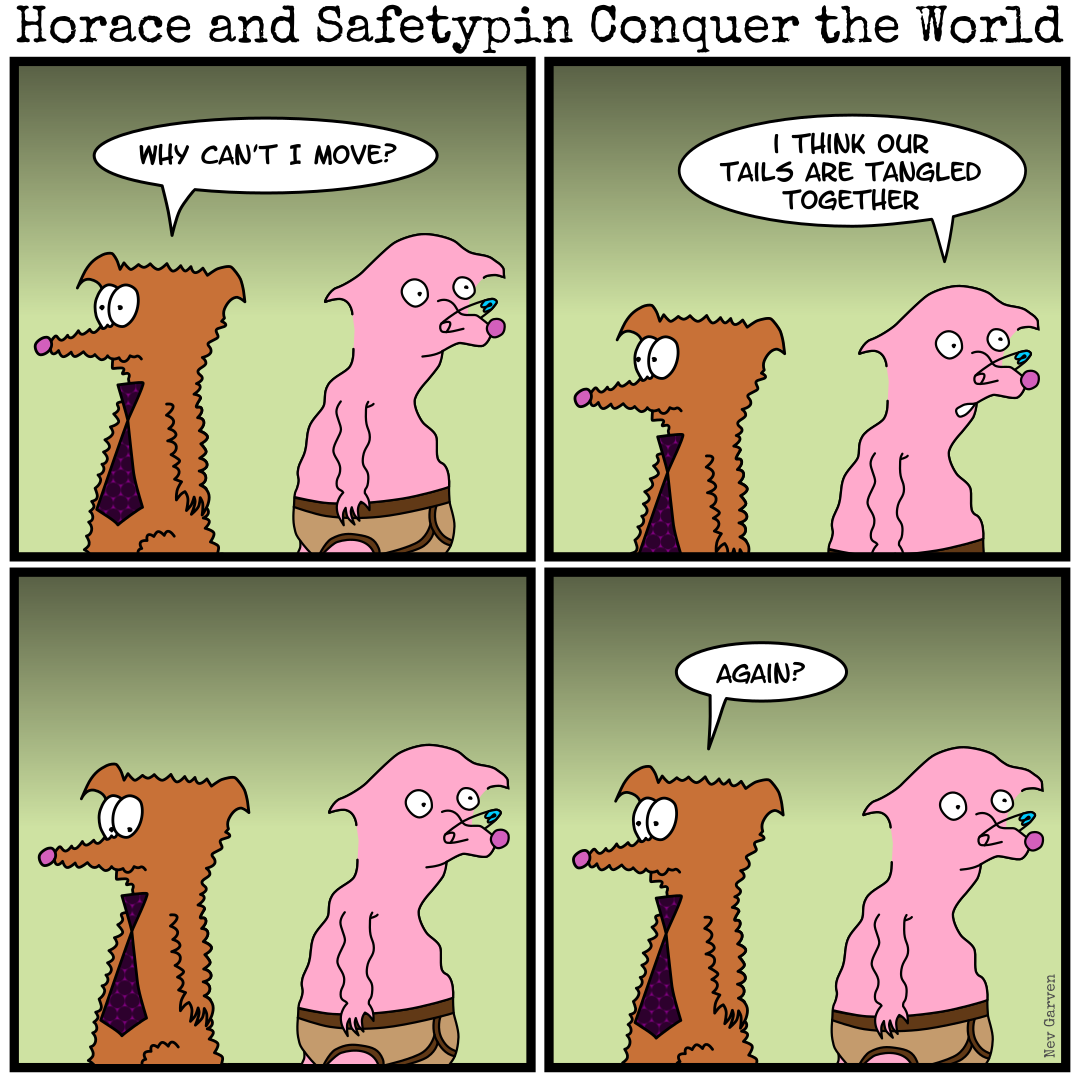 Horace and Safetypin Conquer the World
WHY CAN'T I MOVE?
I THINK OUR
TAILS ARE TANGLED
TOGETHER
AGAIN?
Nev Garven